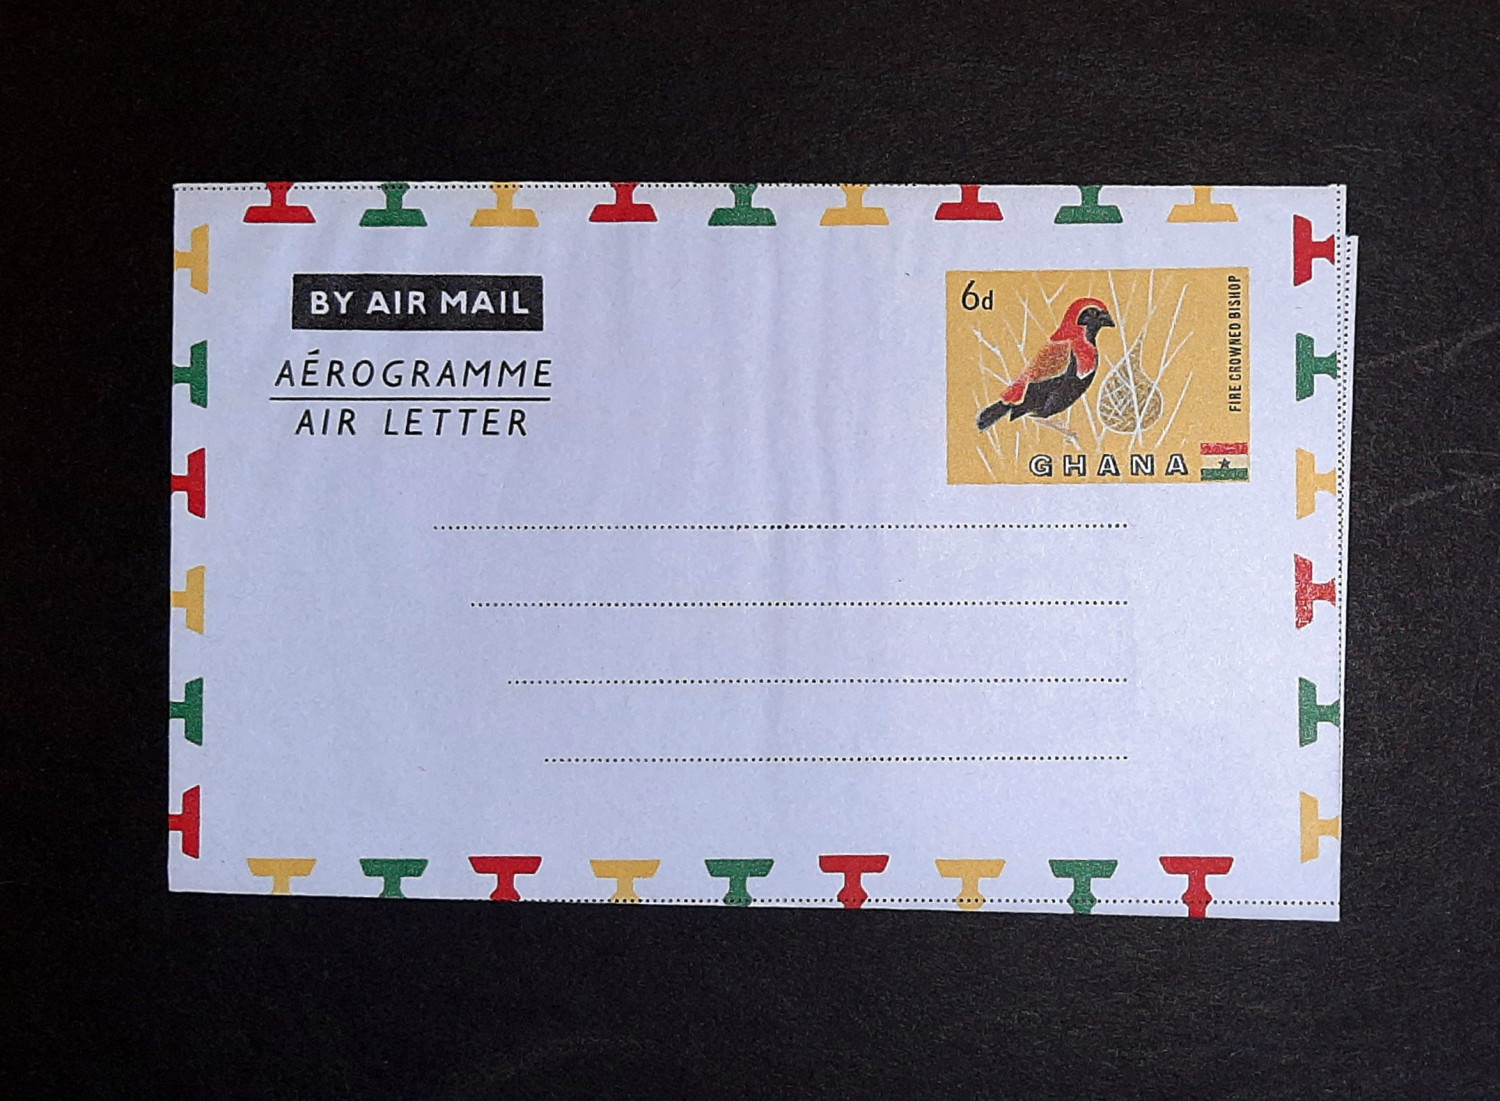 BY AIR MAIL
AÉROGRAMME
AIR LETTER
6d
FIRE CROWNED BISHOP
GHANA